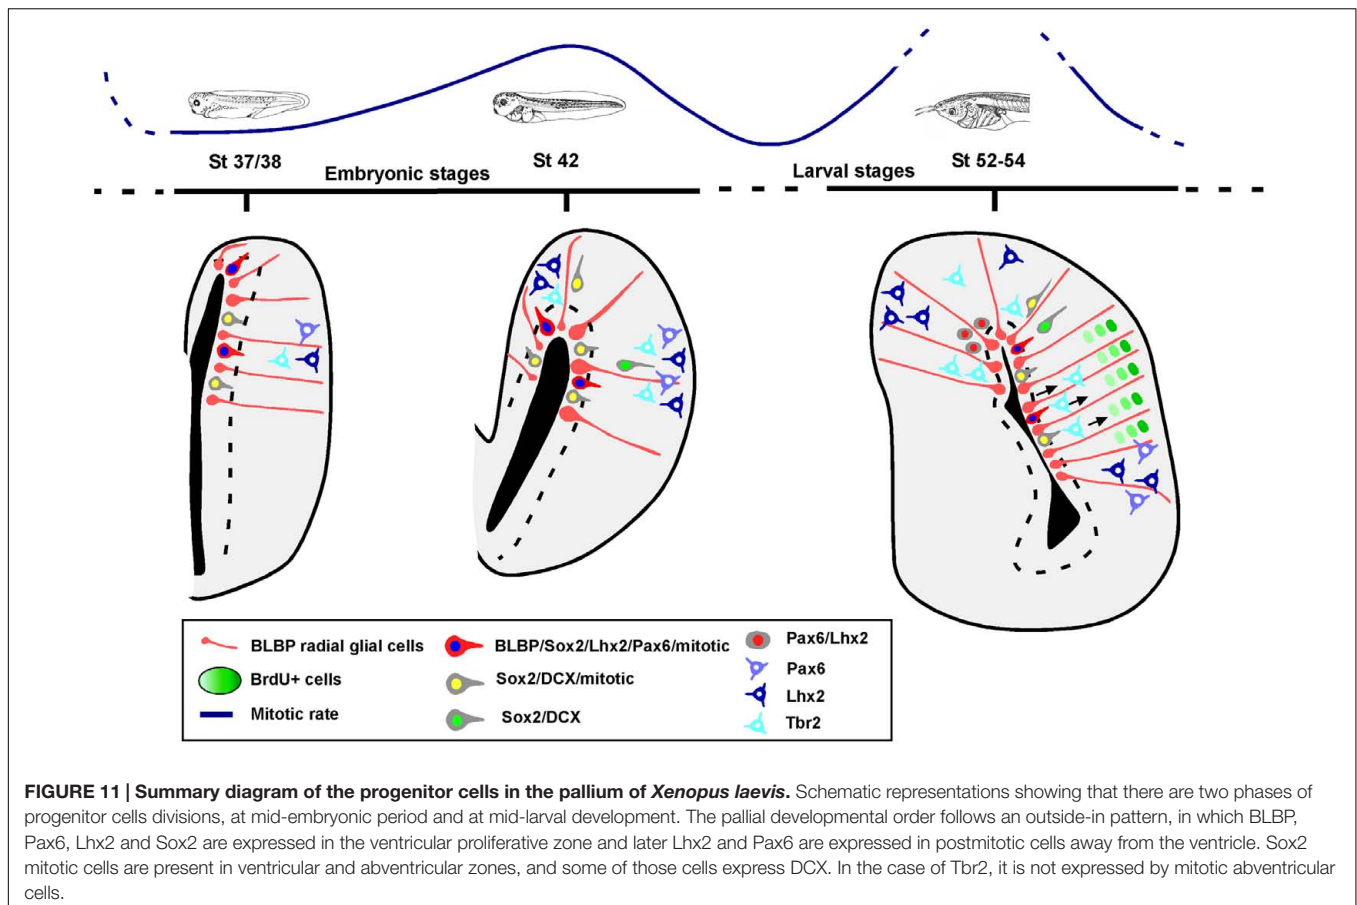 St 37/38
St 42
St 52-54
Embryonic stages
Larval stages
BLBP radial glial cells
BrdU+ cells
Mitotic rate
BLBP/Sox2/Lhx2/Pax6/mitotic
Sox2/DCX/mitotic
Sox2/DCX
Pax6/Lhx2
Pax6
Lhx2
Tbr2
FIGURE 11 | Summary diagram of the progenitor cells in the pallium of Xenopus laevis. Schematic representations showing that there are two phases of
progenitor cells divisions, at mid-embryonic period and at mid-larval development. The pallial developmental order follows an outside-in pattern, in which BLBP,
Pax6, Lhx2 and Sox2 are expressed in the ventricular proliferative zone and later Lhx2 and Pax6 are expressed in postmitotic cells away from the ventricle. Sox2
mitotic cells are present in ventricular and abventricular zones, and some of those cells express DCX. In the case of Tbr2, it is not expressed by mitotic abventricular
cells.